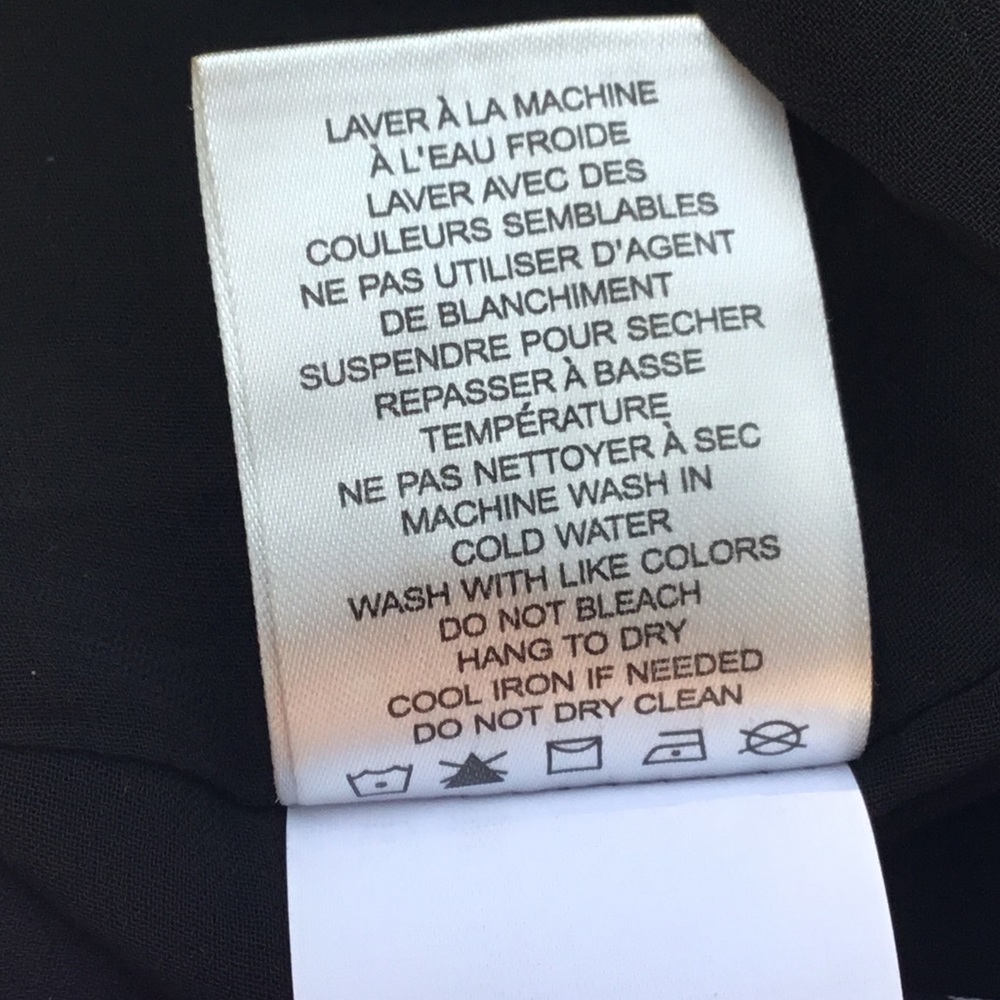 LAVER À LA MACHINE
À L'EAU FROIDE
LAVER AVEC DES
COULEURS SEMBLABLES
NE PAS UTILISER D'AGENT
DE BLANCHIMENT
SUSPENDRE POUR SECHER
REPASSER À BASSE
TEMPÉRATURE
NE PAS NETTOYER À SEC
MACHINE WASH IN
COLD WATER
WASH WITH LIKE COLORS
DO NOT BLEACH
HANG TO DRY
COOL IRON IF NEEDED
DO NOT DRY CLEAN